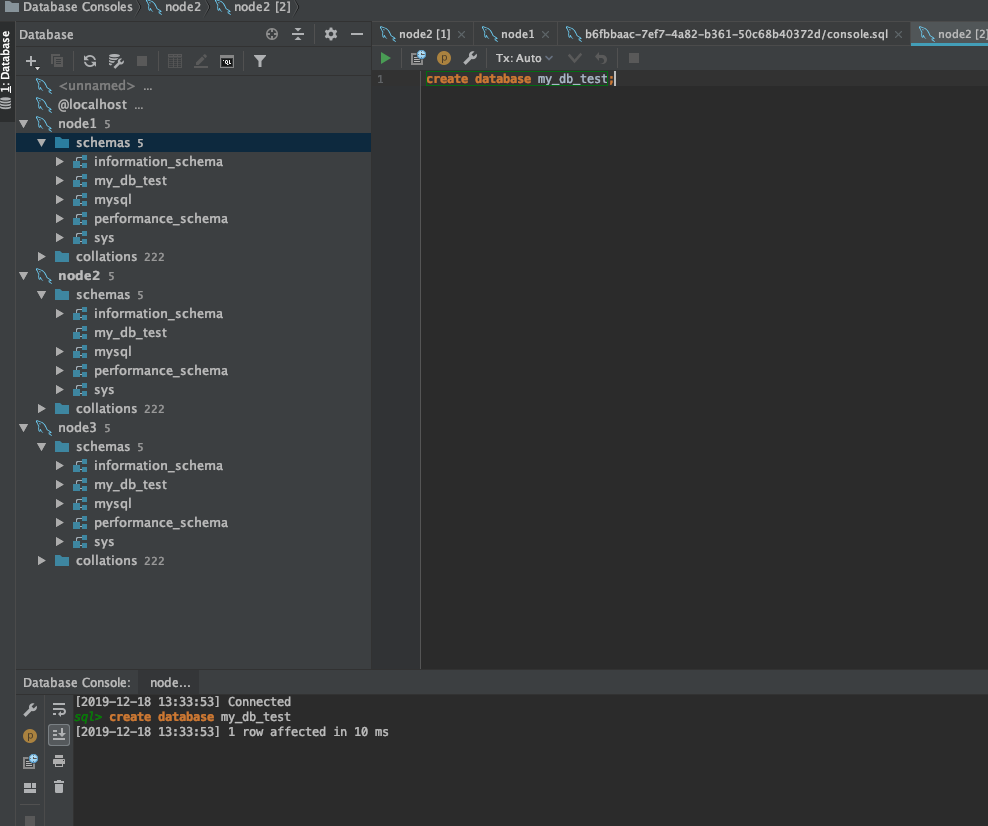 Database Consoles node2 node2 [2]
1: Database
Database
node2 [1] node1 b6fbbaac-7ef7-4a82-b361-50c68b40372d/console.sql node2 [2]
Tx: Auto
1 create database my_db_test;
<unnamed> ...
@localhost ...
node1 5
schemas 5
information_schema
my_db_test
mysql
performance_schema
sys
collations 222
node2 5
schemas 5
information_schema
my_db_test
mysql
performance_schema
sys
collations 222
node3 5
schemas 5
information_schema
my_db_test
mysql
performance_schema
sys
collations 222
Database Console: node...
[2019-12-18 13:33:53] Connected
sql> create database my_db_test
[2019-12-18 13:33:53] 1 row affected in 10 ms